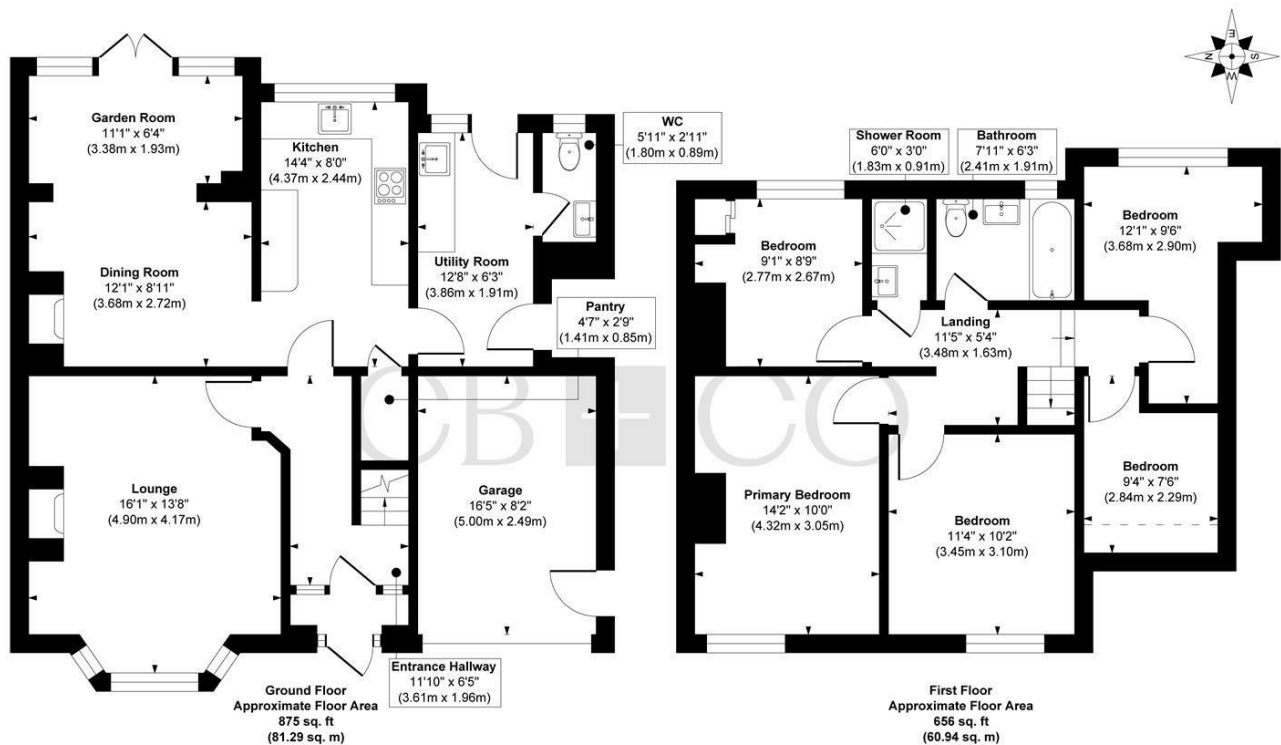 Garden Room
11'1" x 6'4"
(3.38m x 1.93m)
Kitchen
14'4" x 8'0"
(4.37m x 2.44m)
WC
5'11" x 2'11"
(1.80m x 0.89m)
Dining Room
12'1" x 8'11"
(3.68m x 2.72m)
Utility Room
12'8" x 6'3"
(3.86m x 1.91m)
Pantry
4'7" x 2'9"
(1.41m x 0.85m)
Lounge
16'1" x 13'8"
(4.90m x 4.17m)
Garage
16'5" x 8'2"
(5.00m x 2.49m)
Entrance Hallway
11'10" x 6'5"
(3.61m x 1.96m)
Ground Floor
Approximate Floor Area
875 sq. ft
(81.29 sq. m)
E
N
S
W
Shower Room
6'0" x 3'0"
(1.83m x 0.91m)
Bathroom
7'11" x 6'3"
(2.41m x 1.91m)
Bedroom
12'1" x 9'6"
(3.68m x 2.90m)
Bedroom
9'1" x 8'9"
(2.77m x 2.67m)
Landing
11'5" x 5'4"
(3.48m x 1.63m)
Primary Bedroom
14'2" x 10'0"
(4.32m x 3.05m)
Bedroom
11'4" x 10'2"
(3.45m x 3.10m)
Bedroom
9'4" x 7'6"
(2.84m x 2.29m)
First Floor
Approximate Floor Area
656 sq. ft
(60.94 sq. m)
CB+CO